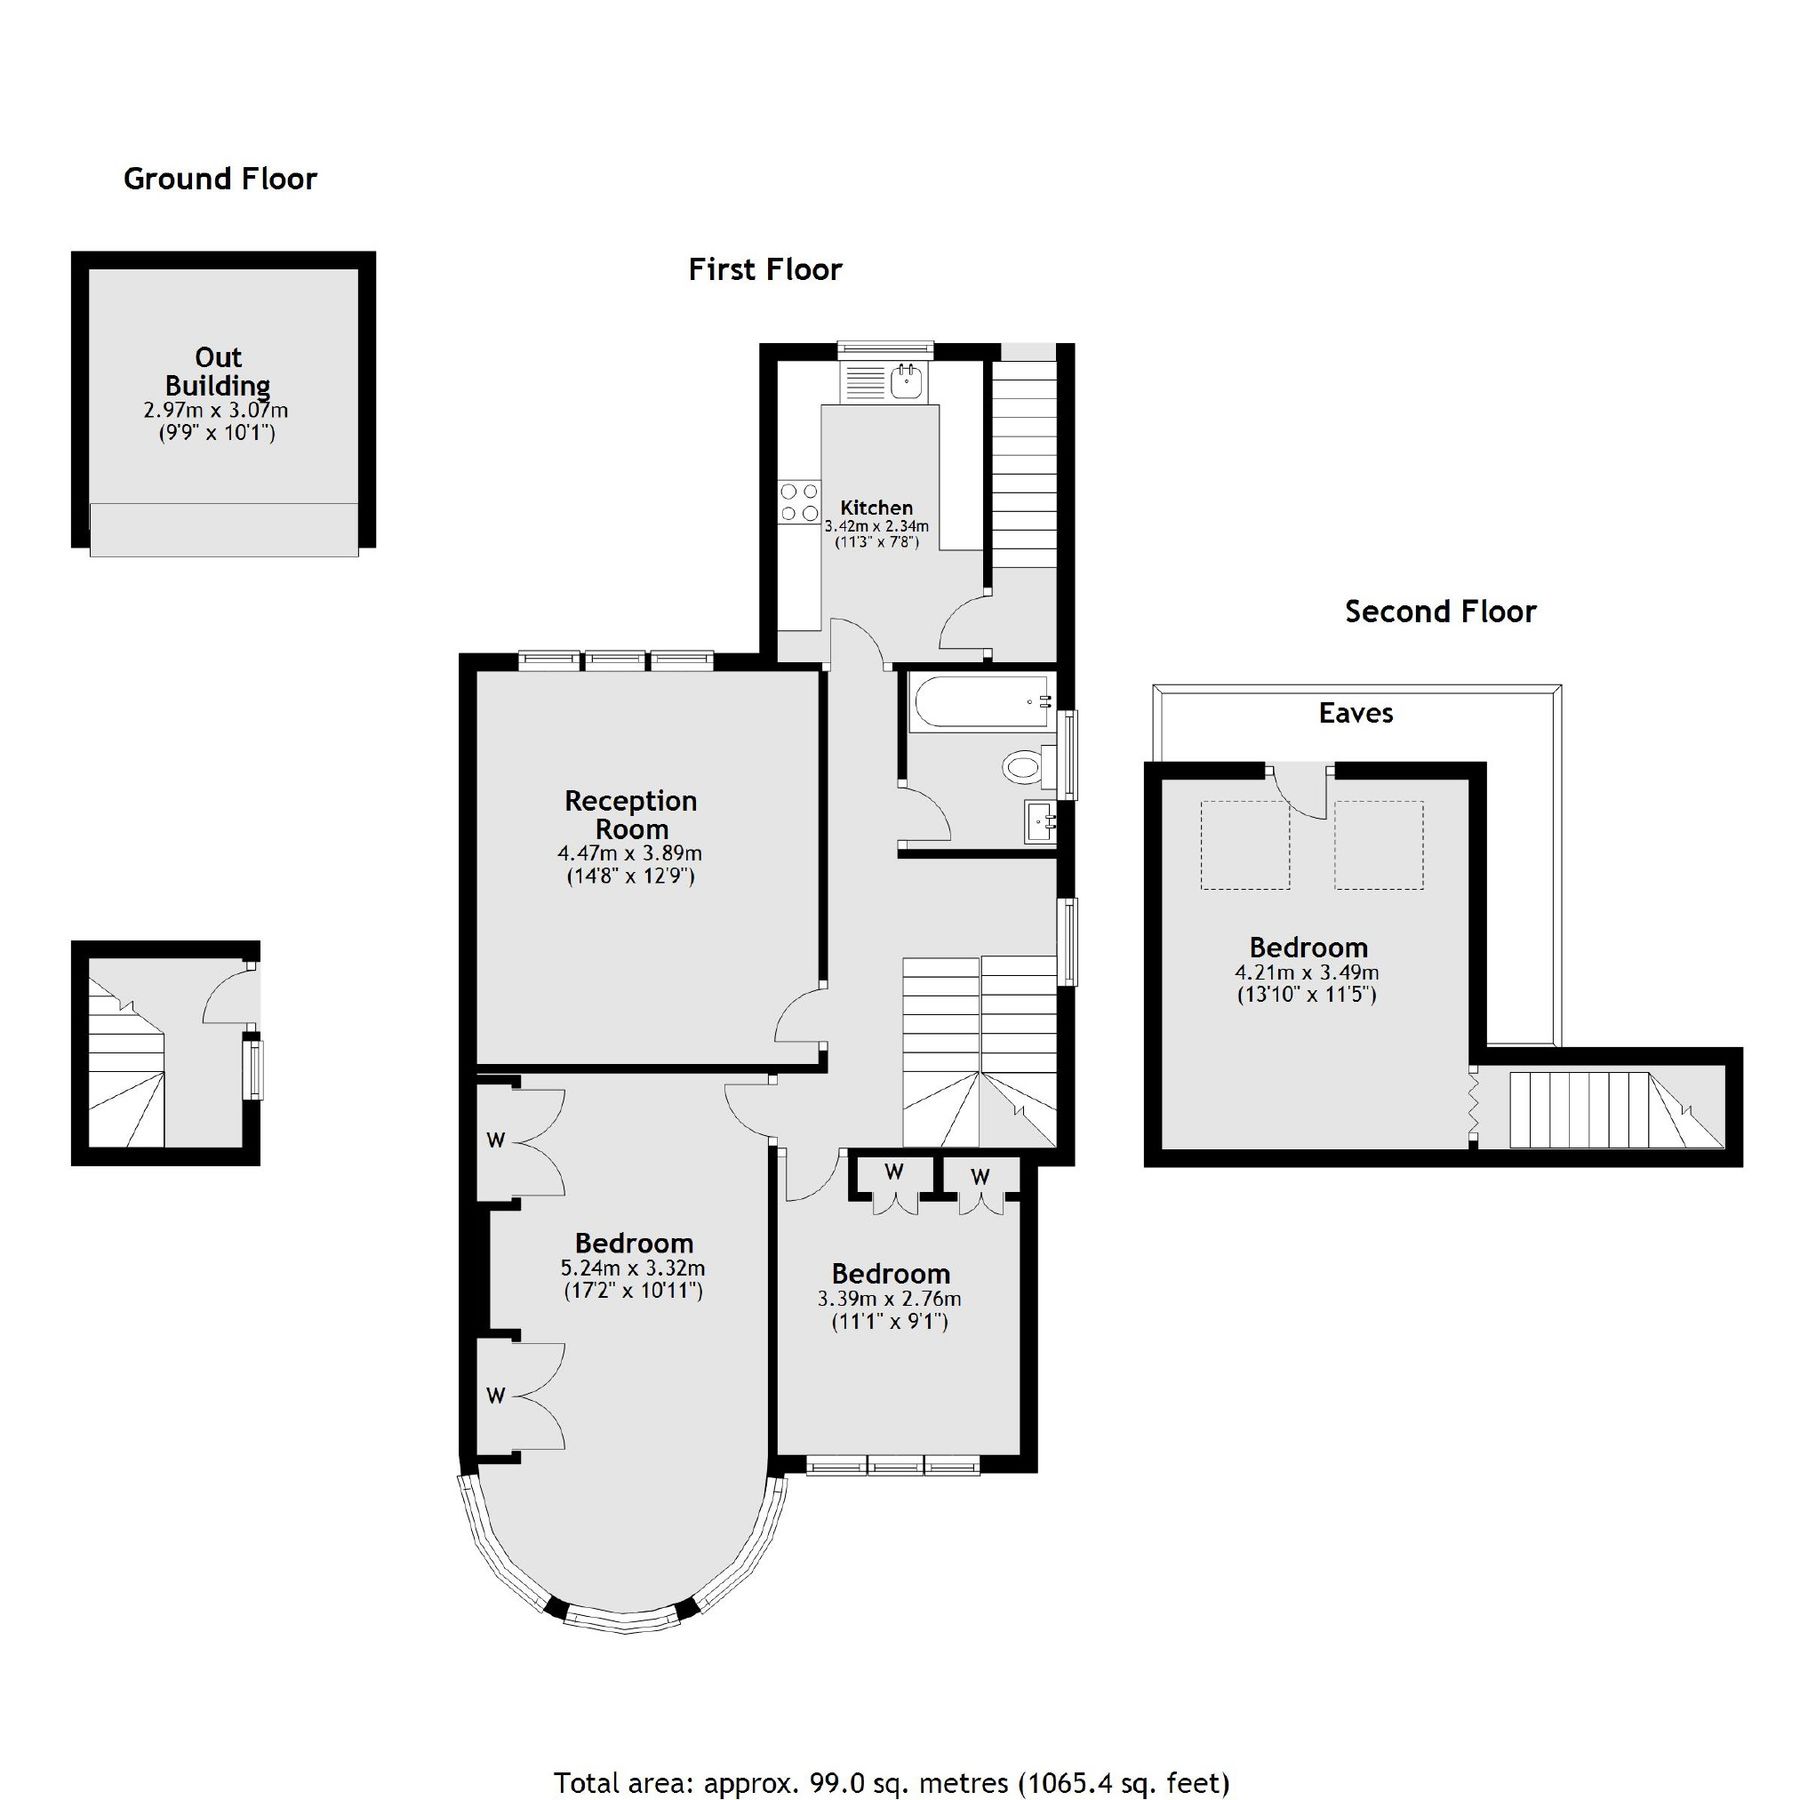 Ground Floor
Out
Building
2.97m x 3.07m
(9'9" x 10'1")
First Floor
Kitchen
3.42m x 2.34m
(11'3" x 7'8")
Reception
Room
4.47m x 3.89m
(14'8" x 12'9")
W
W
W
W
Bedroom
5.24m x 3.32m
(17'2" x 10'11")
Bedroom
3.39m x 2.76m
(11'1" x 9'1")
Second Floor
Eaves
Bedroom
4.21m x 3.49m
(13'10" x 11'5")
Total area: approx. 99.0 sq. metres (1065.4 sq. feet)